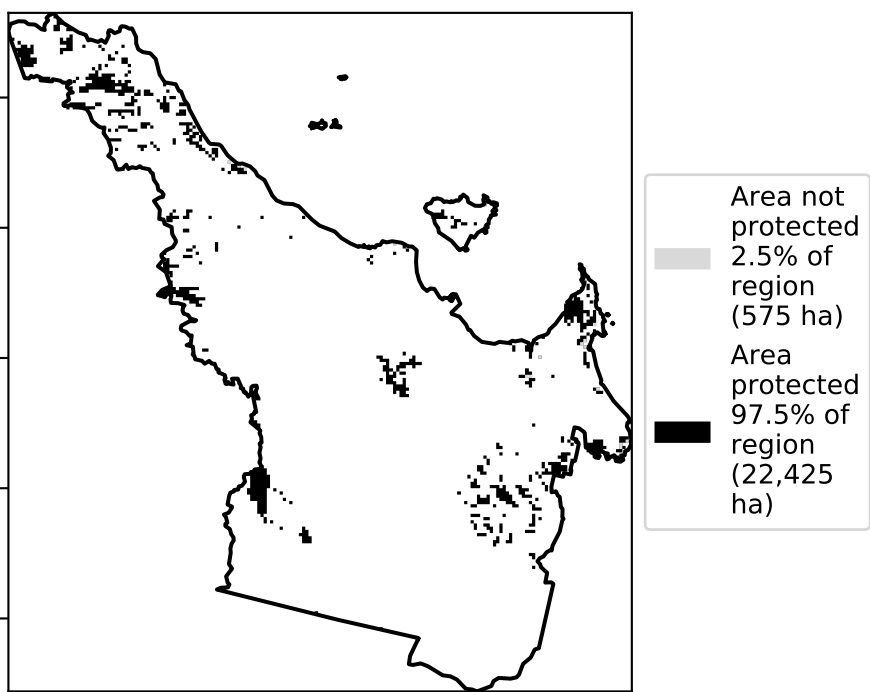 Area not
protected
2.5% of
region
(575 ha)
Area
protected
97.5% of
region
(22,425
ha)